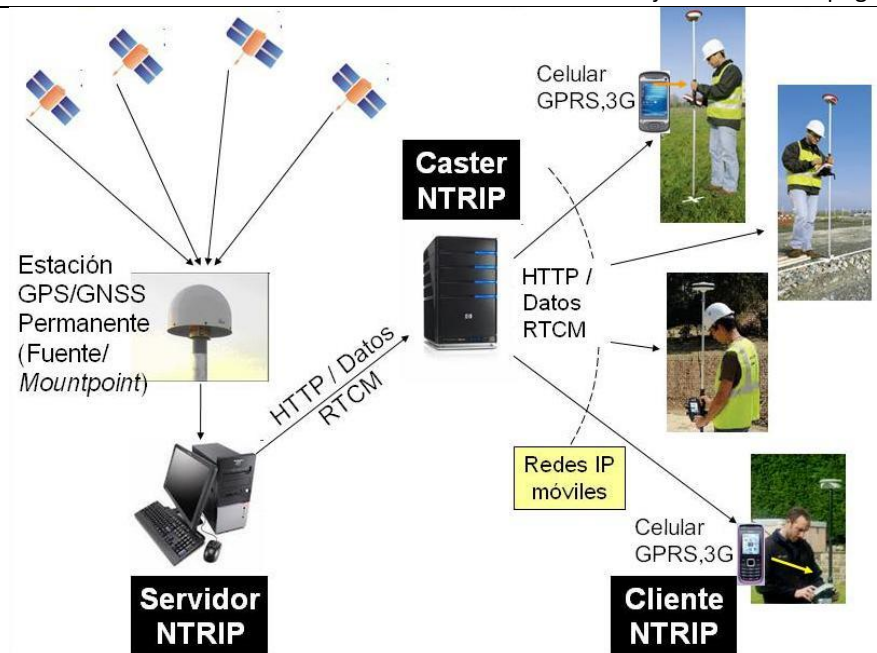 Celular
GPRS,3G
Caster
NTRIP
Estación
GPS/GNSS
Permanente
(Fuente/
Mountpoint)
HTTP / Datos
RTCM
HTTP /
Datos
RTCM
Redes IP
móviles
Celular
GPRS,3G
Servidor
NTRIP
Cliente
NTRIP